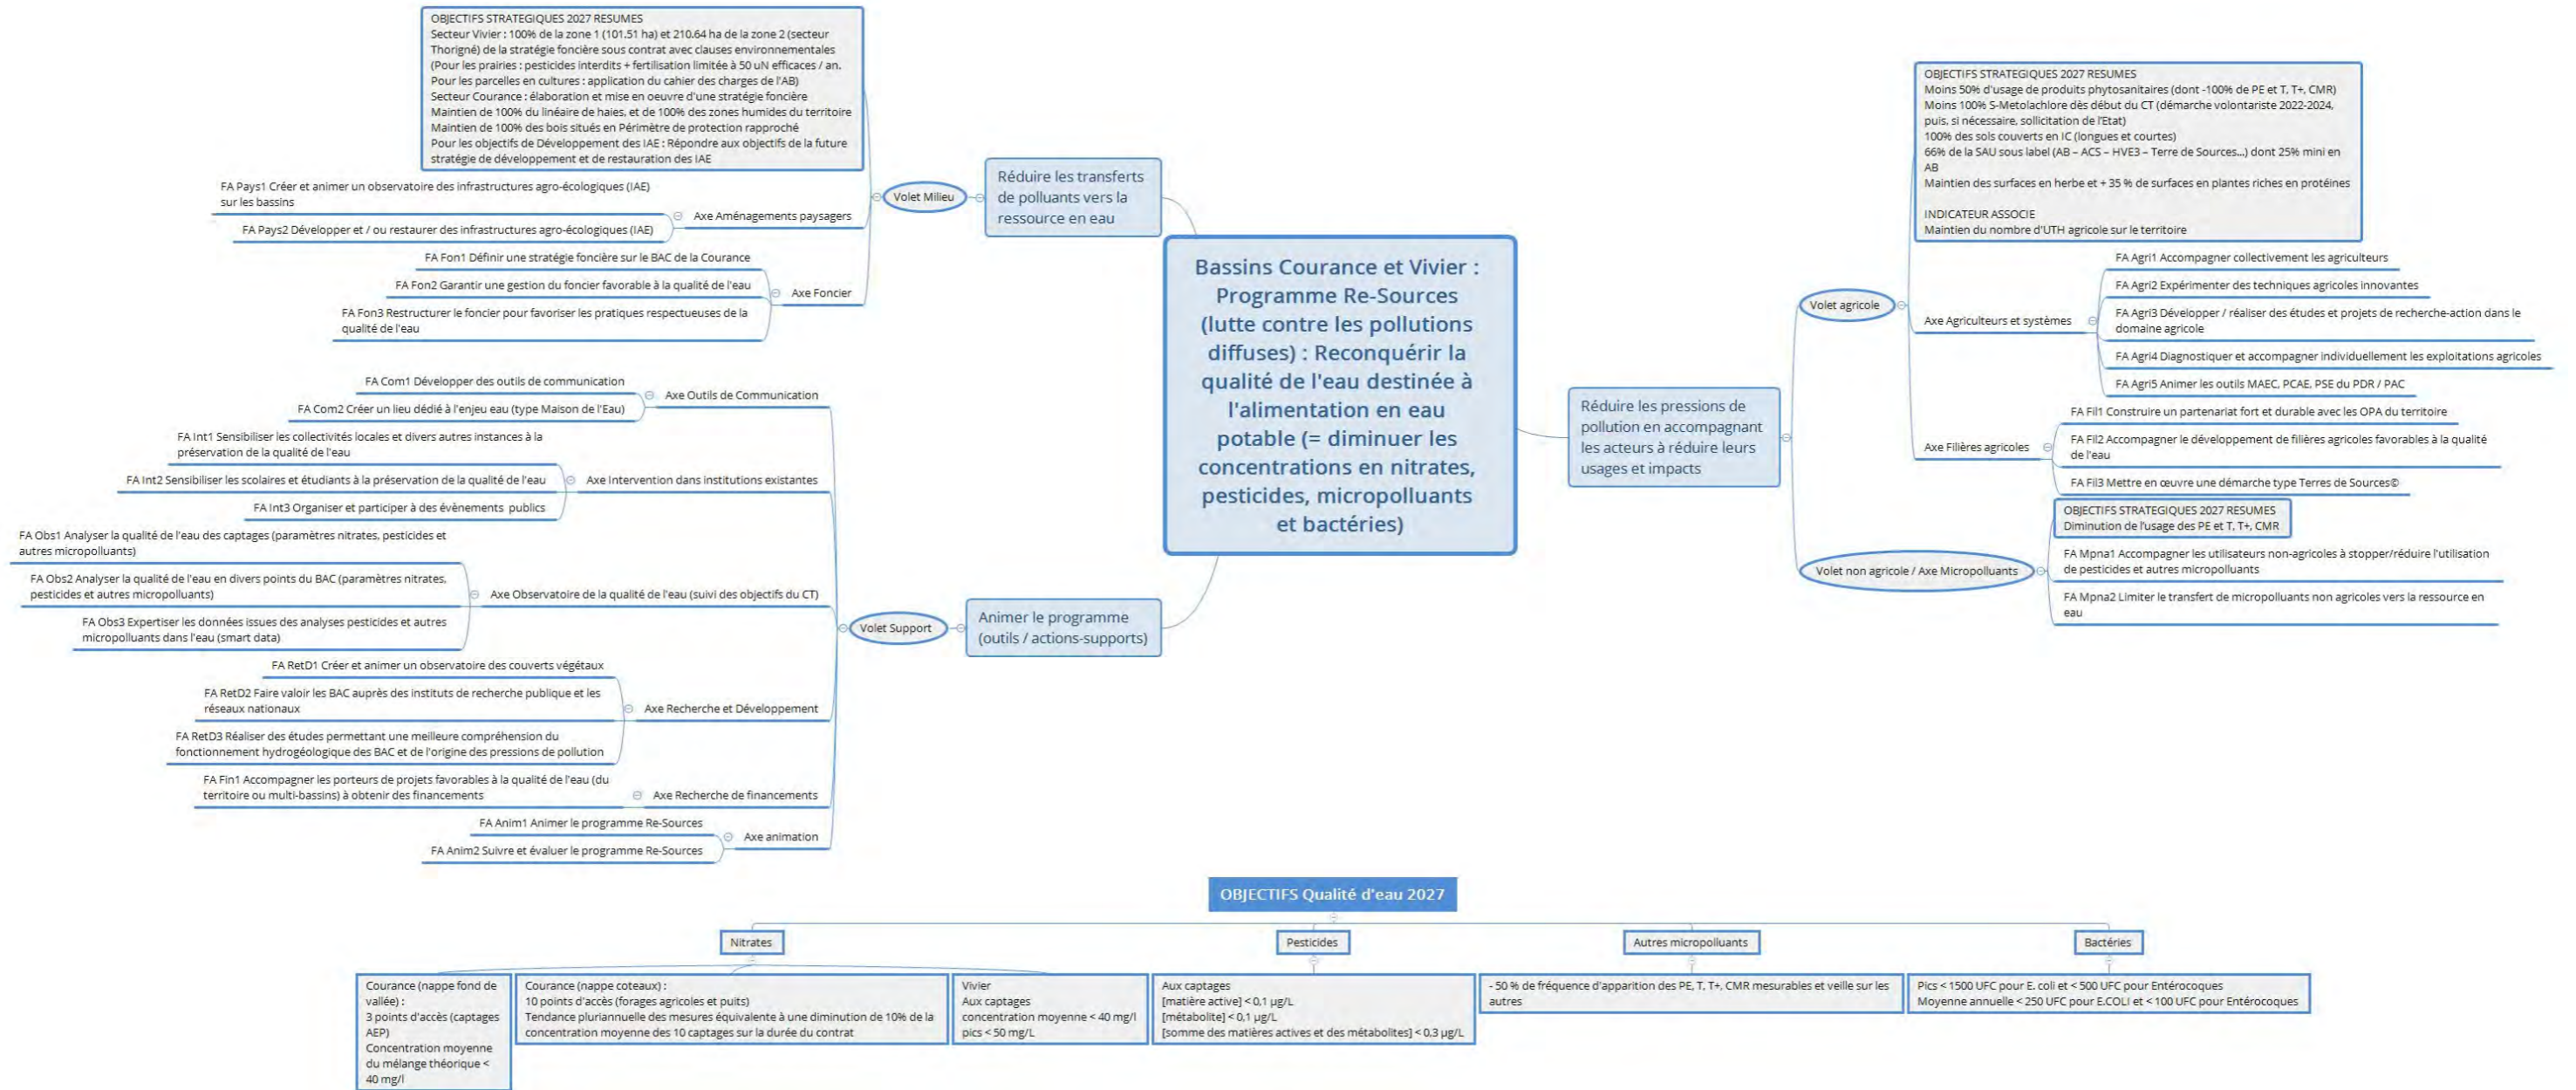 OBJECTIFS STRATEGIQUES 2027 RESUMES
Secteur Vivier : 100% de la zone 1 (101.51 ha) et 210.64 ha de la zone 2 (secteur
Thorigné) de la stratégie foncière sous contrat avec clauses environnementales
(Pour les prairies : pesticides interdits + fertilisation limitée à 50 uN efficaces / an.
Pour les parcelles en cultures : application du cahier des charges de l'AB)
Secteur Courance : élaboration et mise en oeuvre d'une stratégie foncière
Maintien de 100% du linéaire de haies, et de 100% des zones humides du territoire
Maintien de 100% des bois situés en Périmètre de protection rapproché
Pour les objectifs de Développement des IAE : Répondre aux objectifs de la future
stratégie de développement et de restauration des IAE
FA Pays1 Créer et animer un observatoire des infrastructures agro-écologiques (IAE)
sur les bassins
FA Pays2 Développer et / ou restaurer des infrastructures agro-écologiques (IAE)
Axe Aménagements paysagers
FA Fon1 Définir une stratégie foncière sur le BAC de la Courance
FA Fon2 Garantir une gestion du foncier favorable à la qualité de l'eau
FA Fon3 Restructurer le foncier pour favoriser les pratiques respectueuses de la
qualité de l'eau
Axe Foncier
Volet Milieu
Réduire les transferts
de polluants vers la
ressource en eau
FA Com1 Développer des outils de communication
FA Com2 Créer un lieu dédié à l'enjeu eau (type Maison de l'Eau)
Axe Outils de Communication
FA Int1 Sensibiliser les collectivités locales et divers autres instances à la
préservation de la qualité de l'eau
FA Int2 Sensibiliser les scolaires et étudiants à la préservation de la qualité de l'eau
FA Int3 Organiser et participer à des évènements publics
Axe Intervention dans institutions existantes
FA Obs1 Analyser la qualité de l'eau des captages (paramètres nitrates, pesticides et
autres micropolluants)
FA Obs2 Analyser la qualité de l'eau en divers points du BAC (paramètres nitrates,
pesticides et autres micropolluants)
FA Obs3 Expertiser les données issues des analyses pesticides et autres
micropolluants dans l'eau (smart data)
Axe Observatoire de la qualité de l'eau (suivi des objectifs du CT)
FA RetD1 Créer et animer un observatoire des couverts végétaux
FA RetD2 Faire valoir les BAC auprès des instituts de recherche publique et les
réseaux nationaux
FA RetD3 Réaliser des études permettant une meilleure compréhension du
fonctionnement hydrogéologique des BAC et de l'origine des pressions de pollution
Axe Recherche et Développement
FA Fin1 Accompagner les porteurs de projets favorables à la qualité de l'eau (du
territoire ou multi-bassins) à obtenir des financements
Axe Recherche de financements
FA Anim1 Animer le programme Re-Sources
FA Anim2 Suivre et évaluer le programme Re-Sources
Axe animation
Volet Support
Animer le programme
(outils / actions-supports)
Bassins Courance et Vivier :
Programme Re-Sources
(lutte contre les pollutions
diffuses) : Reconquérir la
qualité de l'eau destinée à
l'alimentation en eau
potable (= diminuer les
concentrations en nitrates,
pesticides, micropolluants
et bactéries)
Réduire les pressions de
pollution en accompagnant
les acteurs à réduire leurs
usages et impacts
Volet agricole
OBJECTIFS STRATEGIQUES 2027 RESUMES
Moins 50% d'usage de produits phytosanitaires (dont -100% de PE et T, T+, CMR)
Moins 100% S-Metolachlore dès début du CT (démarche volontariste 2022-2024,
puis, si nécessaire, sollicitation de l'Etat)
100% des sols couverts en IC (longues et courtes)
66% de la SAU sous label (AB – ACS – HVE3 – Terre de Sources...) dont 25% mini en
AB
Maintien des surfaces en herbe et + 35 % de surfaces en plantes riches en protéines
INDICATEUR ASSOCIE
Maintien du nombre d'UTH agricole sur le territoire
Axe Agriculteurs et systèmes
FA Agri1 Accompagner collectivement les agriculteurs
FA Agri2 Expérimenter des techniques agricoles innovantes
FA Agri3 Développer / réaliser des études et projets de recherche-action dans le
domaine agricole
FA Agri4 Diagnostiquer et accompagner individuellement les exploitations agricoles
FA Agri5 Animer les outils MAEC, PCAE, PSE du PDR / PAC
Axe Filières agricoles
FA Fil1 Construire un partenariat fort et durable avec les OPA du territoire
FA Fil2 Accompagner le développement de filières agricoles favorables à la qualité
de l'eau
FA Fil3 Mettre en œuvre une démarche type Terres de Sources©
Volet non agricole / Axe Micropolluants
OBJECTIFS STRATEGIQUES 2027 RESUMES
Diminution de l'usage des PE et T, T+, CMR
FA Mpna1 Accompagner les utilisateurs non-agricoles à stopper/réduire l'utilisation
de pesticides et autres micropolluants
FA Mpna2 Limiter le transfert de micropolluants non agricoles vers la ressource en
eau
OBJECTIFS Qualité d'eau 2027
Nitrates
Courance (nappe fond de
vallée) :
3 points d'accès (captages
AEP)
Concentration moyenne
du mélange théorique <
40 mg/l
Courance (nappe coteaux) :
10 points d'accès (forages agricoles et puits)
Tendance pluriannuelle des mesures équivalente à une diminution de 10% de la
concentration moyenne des 10 captages sur la durée du contrat
Vivier
Aux captages
concentration moyenne < 40 mg/l
pics < 50 mg/L
Pesticides
Aux captages
[matière active] < 0,1 µg/L
[métabolite] < 0,1 µg/L
[somme des matières actives et des métabolites] < 0,3 µg/L
Autres micropolluants
- 50 % de fréquence d'apparition des PE, T, T+, CMR mesurables et veille sur les
autres
Bactéries
Pics < 1500 UFC pour E. coli et < 500 UFC pour Entérocoques
Moyenne annuelle < 250 UFC pour E.COLI et < 100 UFC pour Entérocoques